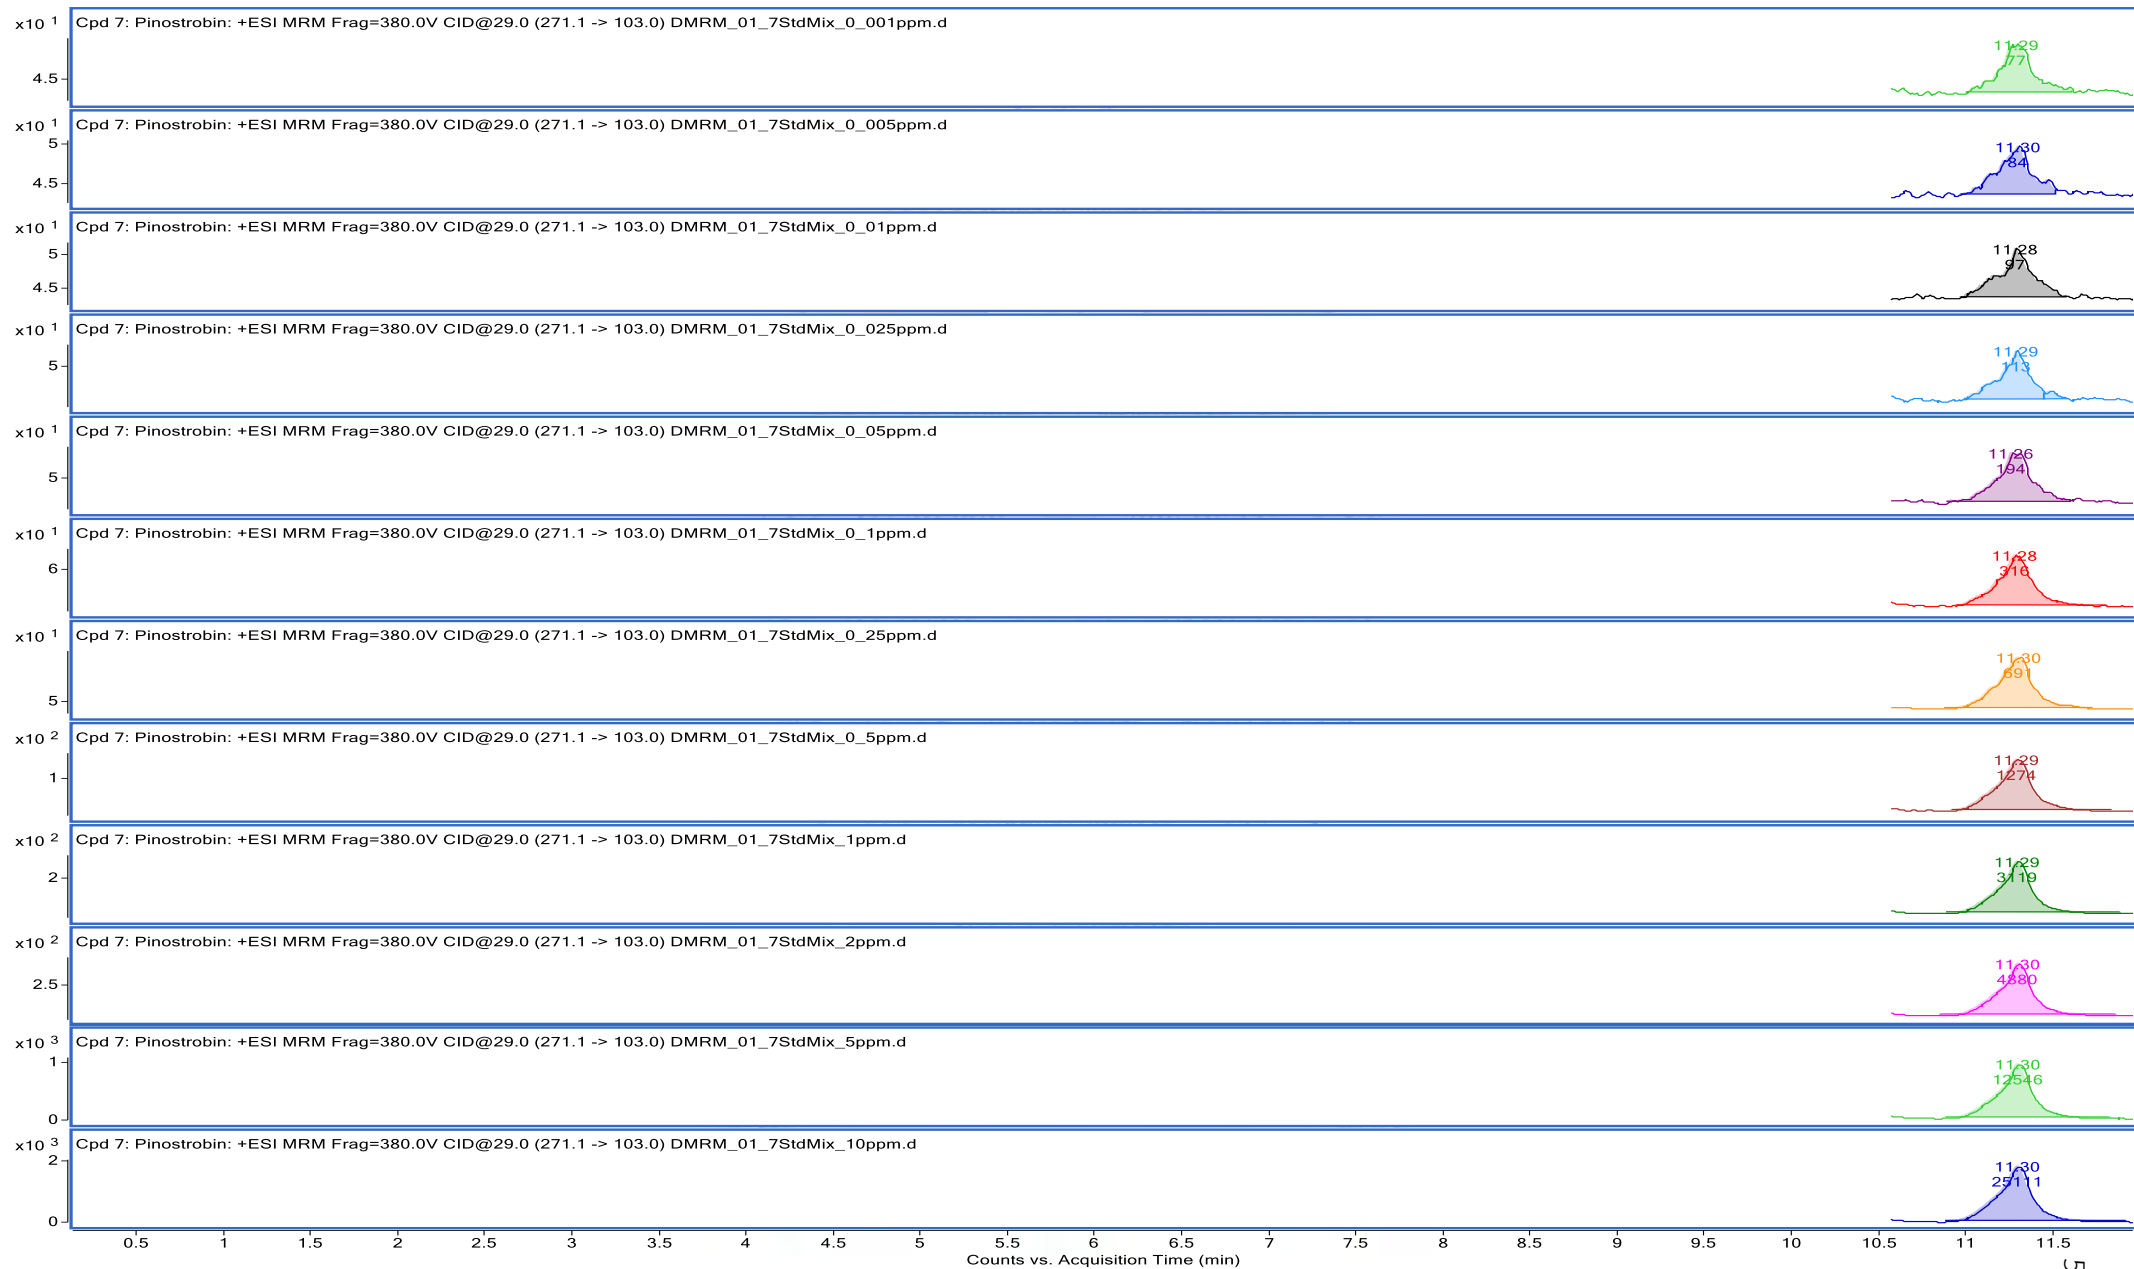 x10 1
Cpd 7: Pinostrobin: +ESI MRM Frag=380.0V CID@29.0 (271.1 -> 103.0) DMRM_01_7StdMix_0_001ppm.d
11.29
77
4.5
x10 1
Cpd 7: Pinostrobin: +ESI MRM Frag=380.0V CID@29.0 (271.1 -> 103.0) DMRM_01_7StdMix_0_005ppm.d
5
11.30
84
4.5
x10 1
Cpd 7: Pinostrobin: +ESI MRM Frag=380.0V CID@29.0 (271.1 -> 103.0) DMRM_01_7StdMix_0_01ppm.d
5
11.28
97
4.5
x10 1
Cpd 7: Pinostrobin: +ESI MRM Frag=380.0V CID@29.0 (271.1 -> 103.0) DMRM_01_7StdMix_0_025ppm.d
11.29
5
113
x10 1
Cpd 7: Pinostrobin: +ESI MRM Frag=380.0V CID@29.0 (271.1 -> 103.0) DMRM_01_7StdMix_0_05ppm.d
11.26
194
5
x10 1
Cpd 7: Pinostrobin: +ESI MRM Frag=380.0V CID@29.0 (271.1 -> 103.0) DMRM_01_7StdMix_0_1ppm.d
11.28
6
316
x10 1
Cpd 7: Pinostrobin: +ESI MRM Frag=380.0V CID@29.0 (271.1 -> 103.0) DMRM_01_7StdMix_0_25ppm.d
11.30
691
5
x10 2
Cpd 7: Pinostrobin: +ESI MRM Frag=380.0V CID@29.0 (271.1 -> 103.0) DMRM_01_7StdMix_0_5ppm.d
11.29
1274
1
x10 2
Cpd 7: Pinostrobin: +ESI MRM Frag=380.0V CID@29.0 (271.1 -> 103.0) DMRM_01_7StdMix_1ppm.d
11.29
2
3119
x10 2
Cpd 7: Pinostrobin: +ESI MRM Frag=380.0V CID@29.0 (271.1 -> 103.0) DMRM_01_7StdMix_2ppm.d
11.30
4880
2.5
x10 3
Cpd 7: Pinostrobin: +ESI MRM Frag=380.0V CID@29.0 (271.1 -> 103.0) DMRM_01_7StdMix_5ppm.d
1
11.30
12546
0
x10 3
Cpd 7: Pinostrobin: +ESI MRM Frag=380.0V CID@29.0 (271.1 -> 103.0) DMRM_01_7StdMix_10ppm.d
2
11.30
25111
0
0.5 1 1.5 2 2.5 3 3.5 4 4.5 5 5.5 6 6.5 7 7.5 8 8.5 9 9.5 10 10.5 11 11.5
Counts vs. Acquisition Time (min)